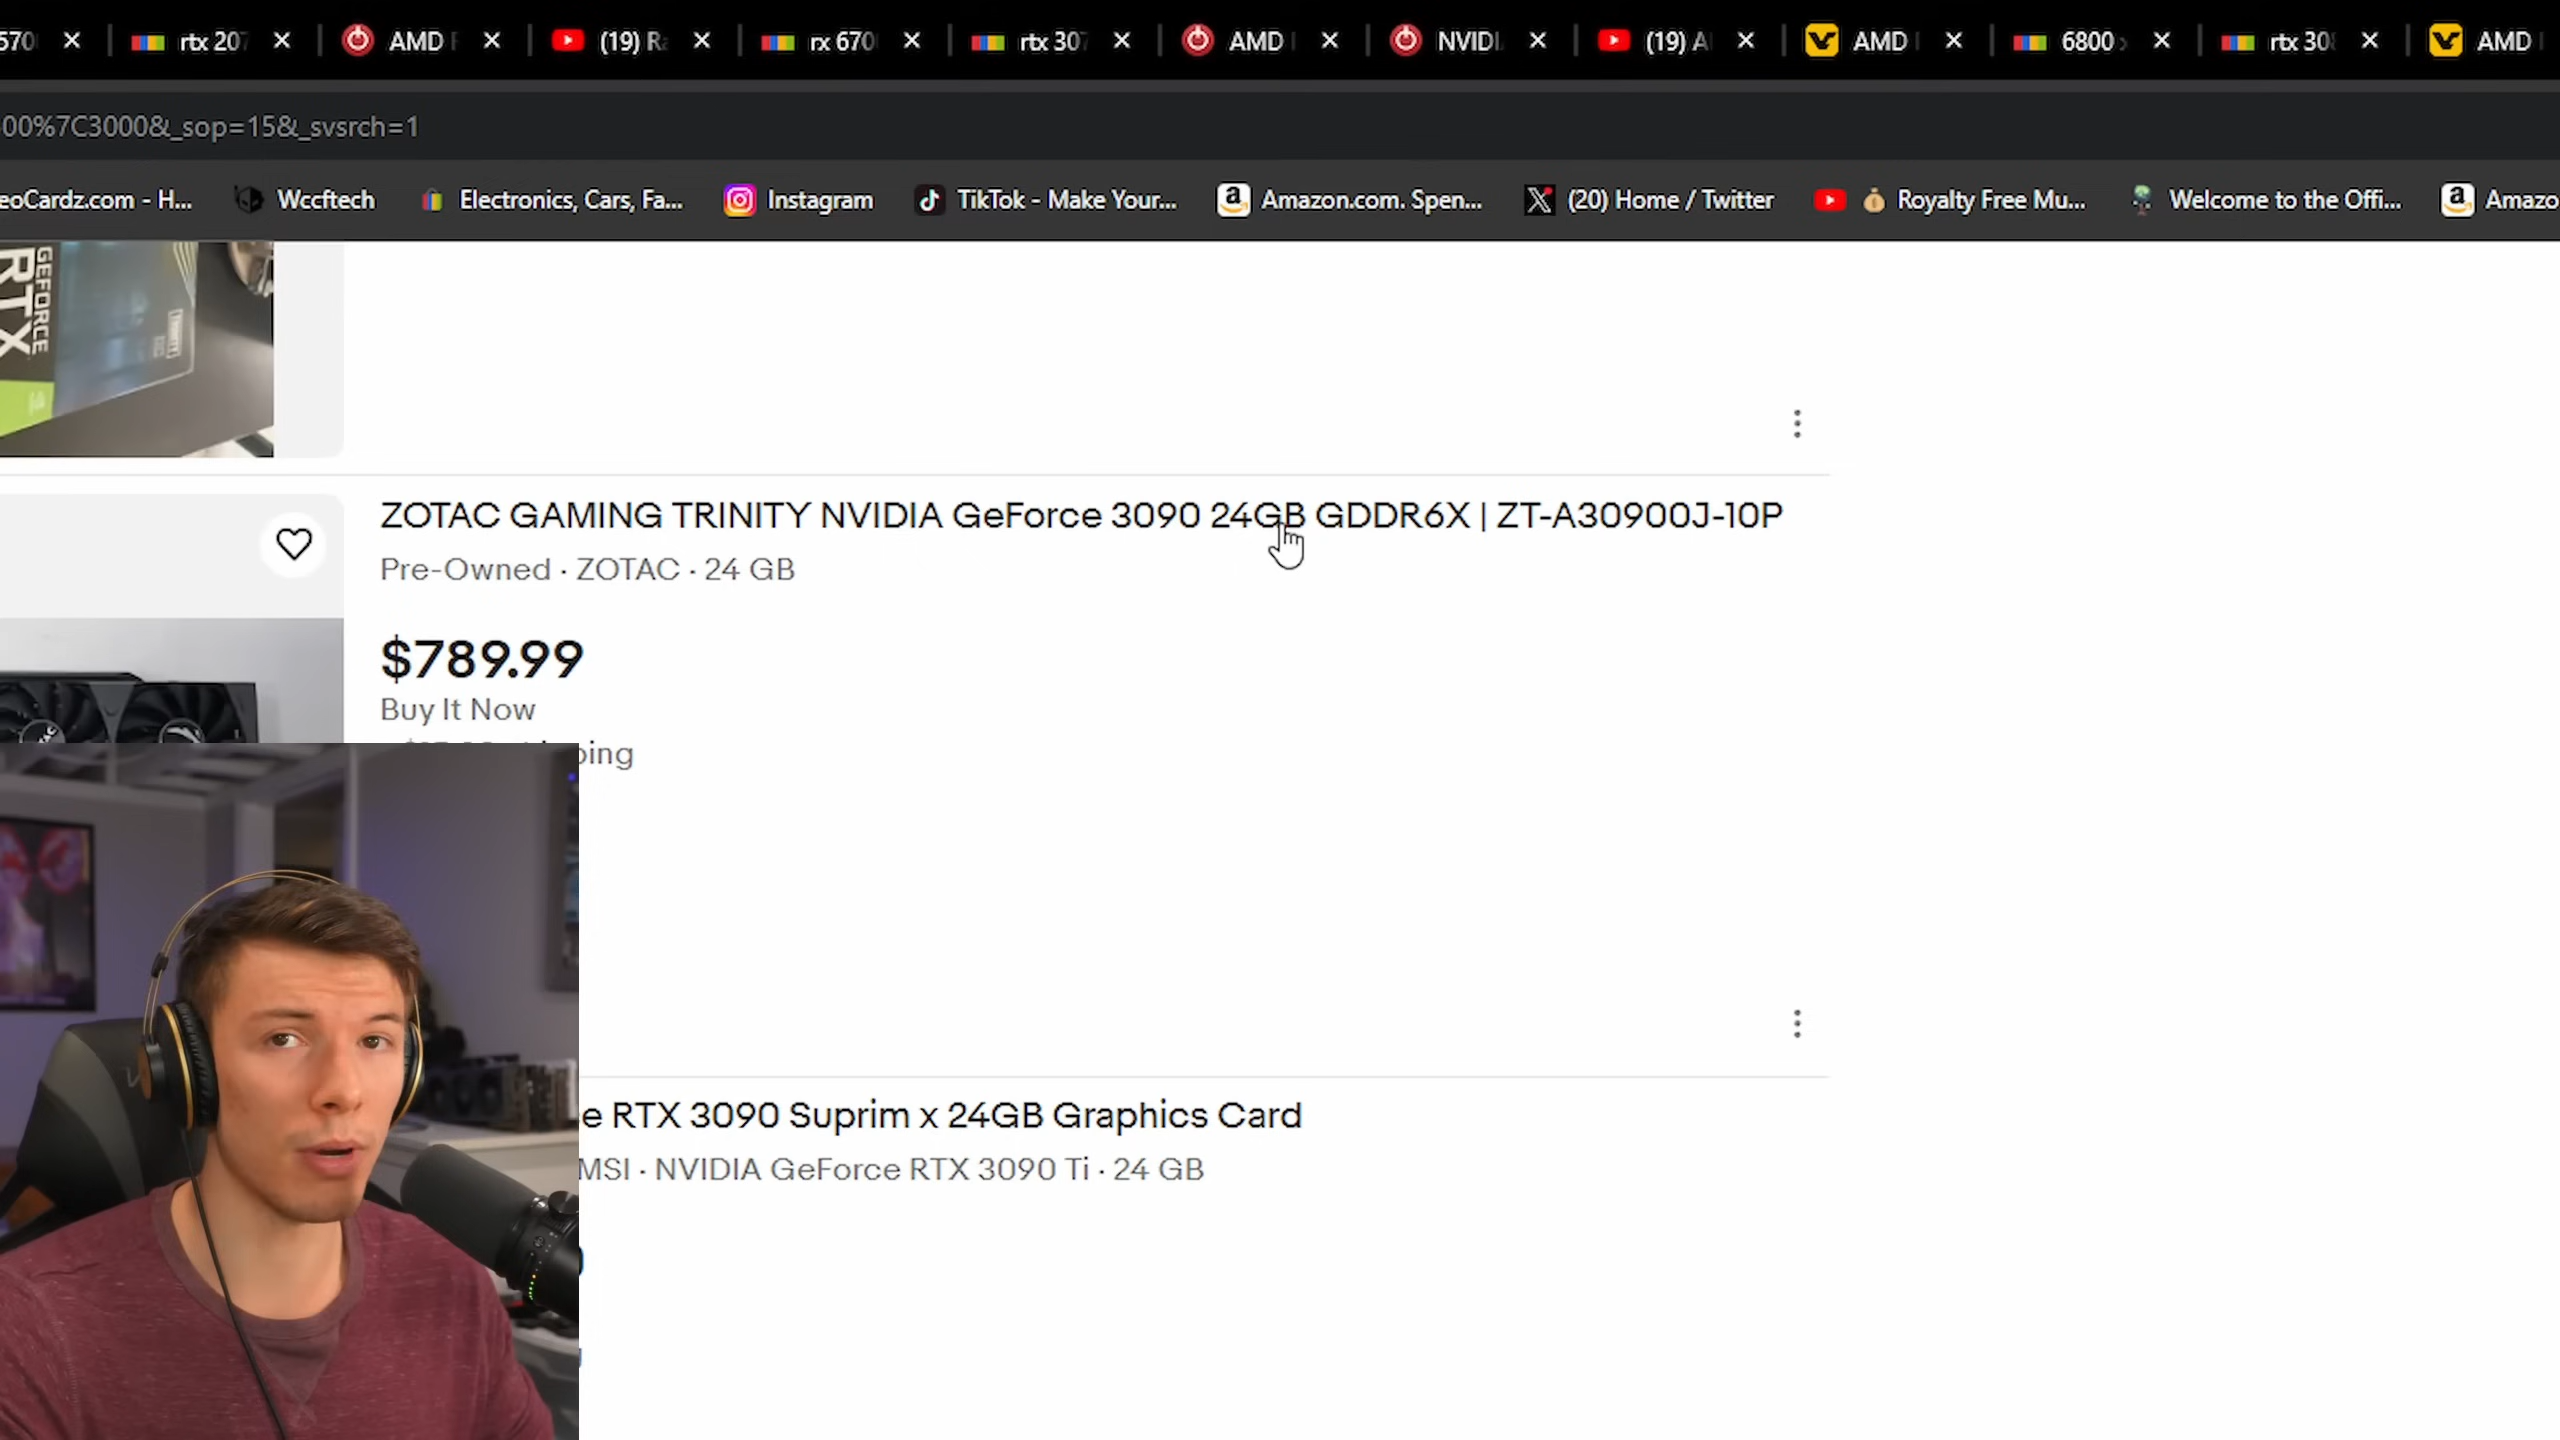 570
rtx 207
AMD
(19) R
rx 670
rtx 307
AMD
NVIDI
(19) A
AMD
6800
rtx 30
AMD
00%7C3000&_sop=15&_svsrch=1
eoCardz.com - H...
Wccftech
Electronics, Cars, Fa...
Instagram
TikTok - Make Your...
Amazon.com. Spen...
(20) Home / Twitter
Royalty Free Mu...
Welcome to the Offi...
Amazo
GEFORCE
RTX
ZOTAC GAMING TRINITY NVIDIA GeForce 3090 24GB GDDR6X | ZT-A30900J-10P
Pre-Owned · ZOTAC · 24 GB
$789.99
Buy It Now
ping
e RTX 3090 Suprim x 24GB Graphics Card
MSI · NVIDIA GeForce RTX 3090 Ti · 24 GB